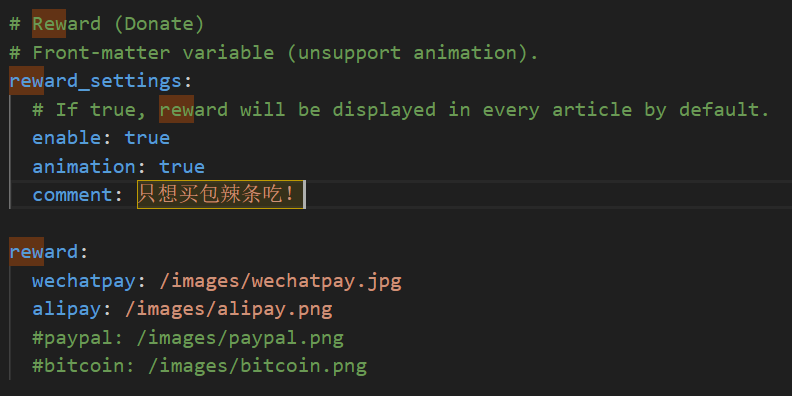 # Reward (Donate)
# Front-matter variable (unsupport animation).
reward_settings:
  # If true, reward will be displayed in every article by default.
  enable: true
  animation: true
  comment: 只想买包辣条吃！

reward:
  wechatpay: /images/wechatpay.jpg
  alipay: /images/alipay.png
  #paypal: /images/paypal.png
  #bitcoin: /images/bitcoin.png